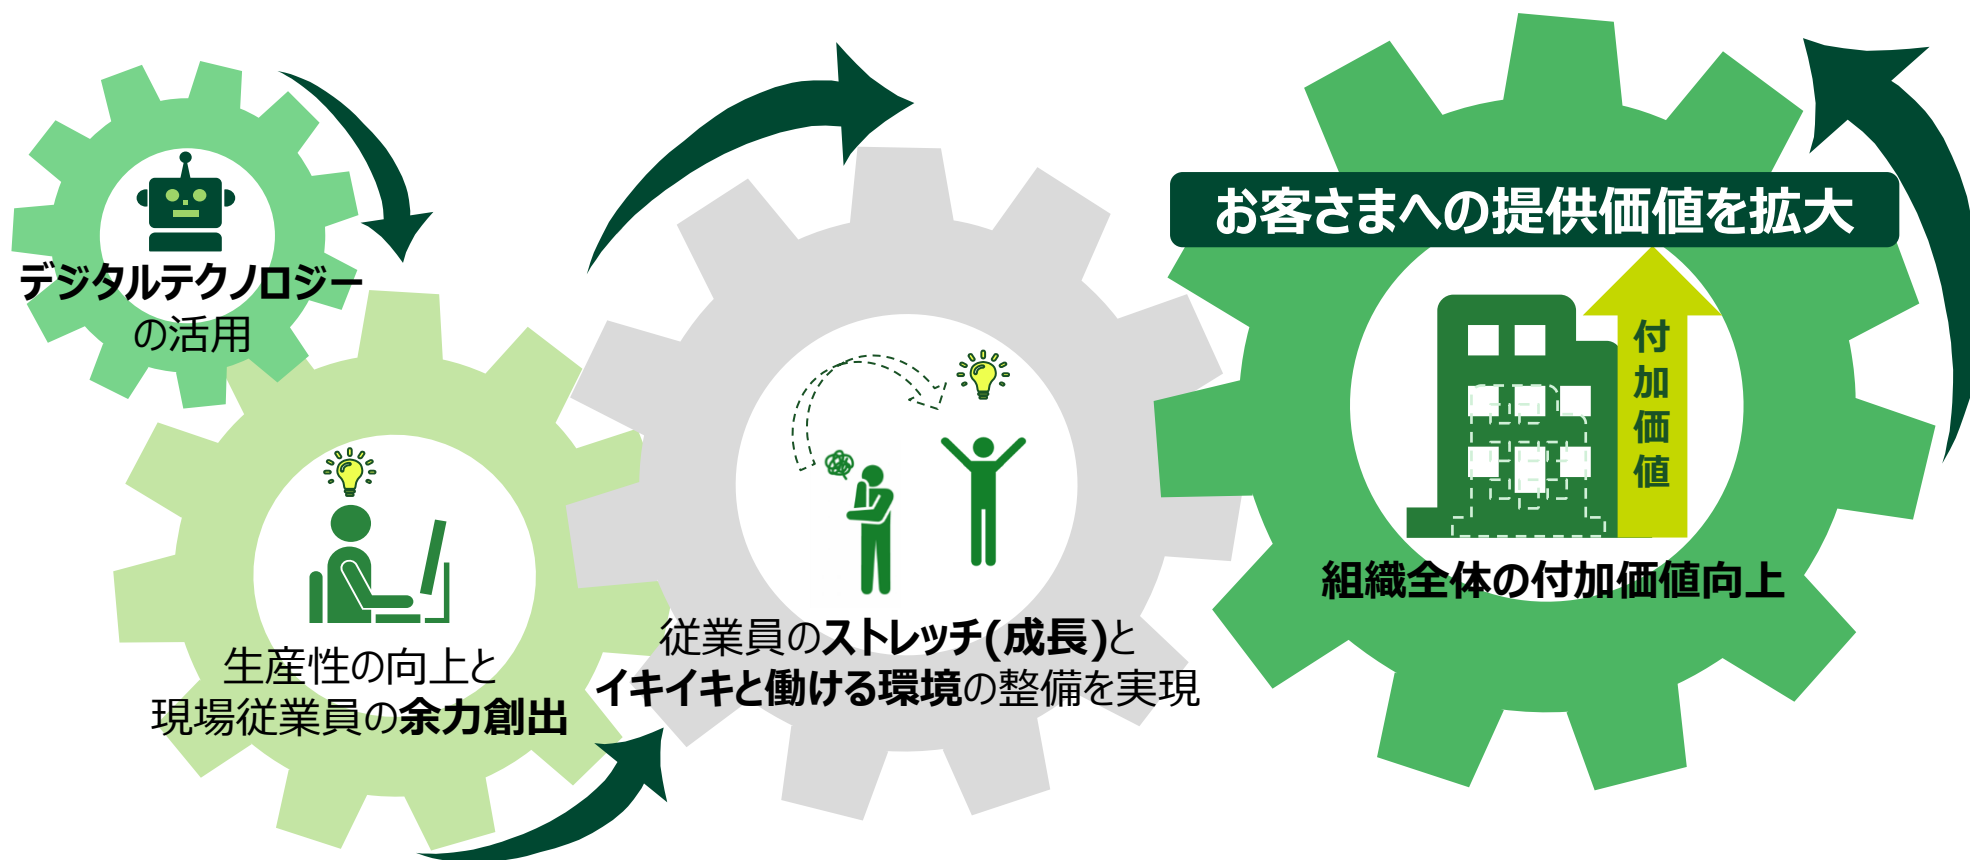 デジタルテクノロジー
の活用
生産性の向上と
現場従業員の余力創出
従業員のストレッチ(成長)と
イキイキと働ける環境の整備を実現
お客さまへの提供価値を拡大
付加価値
組織全体の付加価値向上